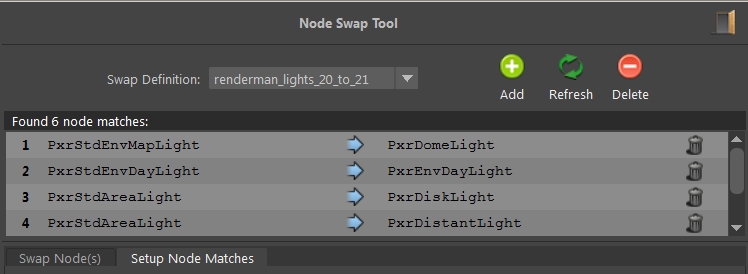 Node Swap Tool
Swap Definition: renderman_lights_20_to_21
Add Refresh Delete
Found 6 node matches:
1 PxrStdEnvMapLight PxrDomeLight
2 PxrStdEnvDayLight PxrEnvDayLight
3 PxrStdAreaLight PxrDiskLight
4 PxrStdAreaLight PxrDistantLight
Swap Node(s) Setup Node Matches